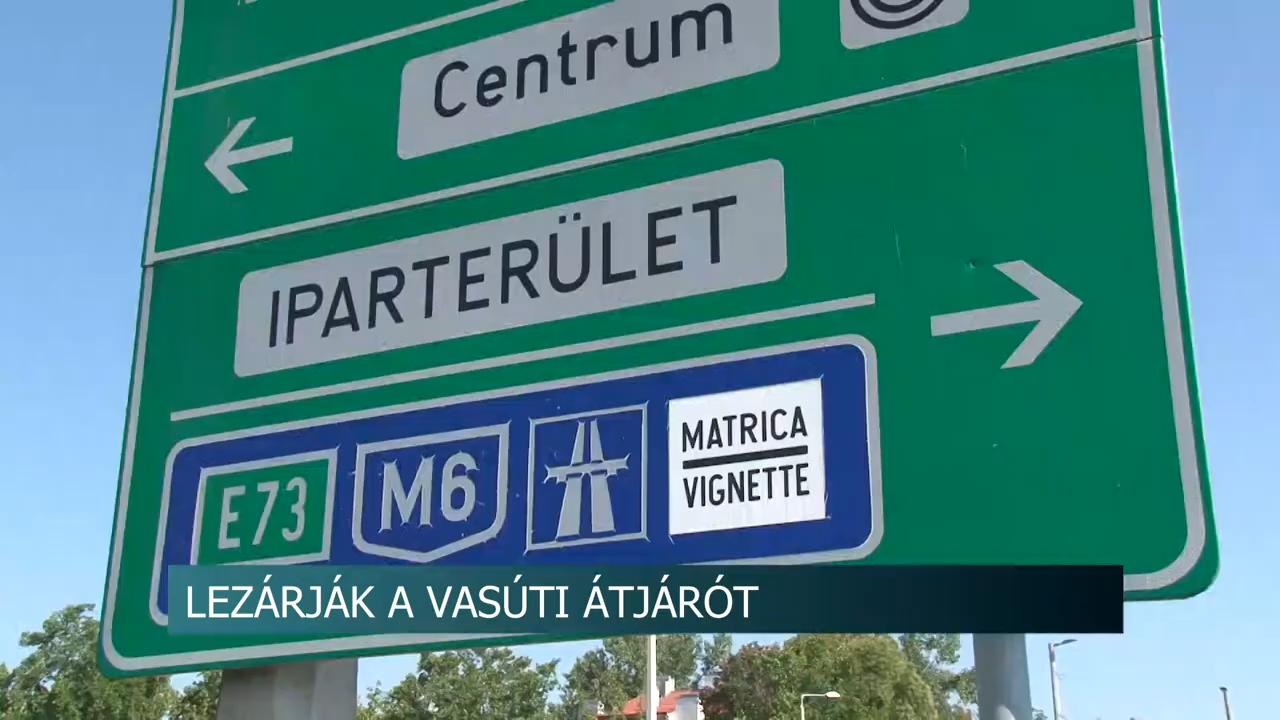 Centrum
IPARTERÜLET
E73
M6
MATRICA
VIGNETTE
LEZÁRJÁK A VASÚTI ÁTJÁRÓT